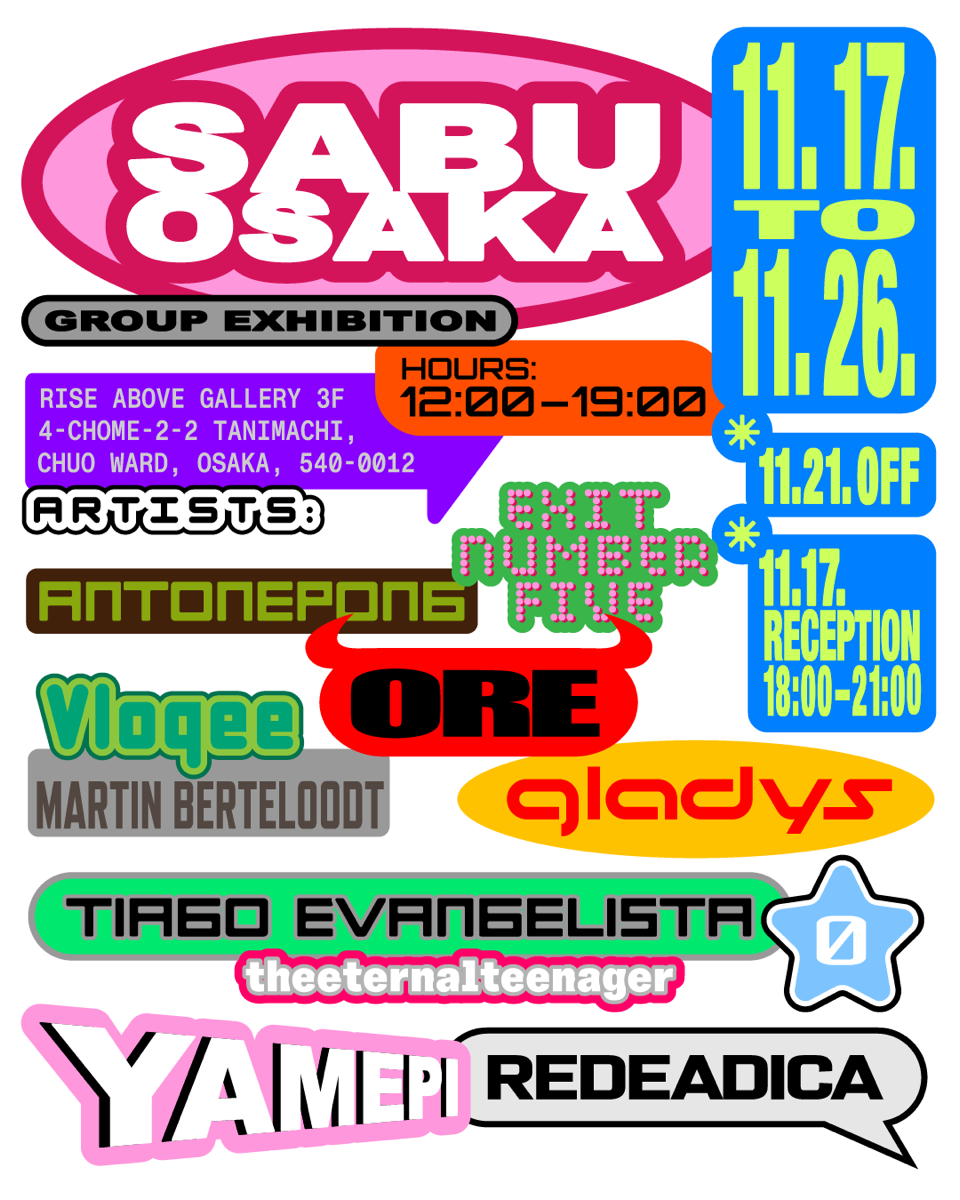 SABU
OSAKA
GROUP EXHIBITION
11.17.
TO
11.26.
HOURS:
12:00–19:00
RISE ABOVE GALLERY 3F
4-CHOME-2-2 TANIMACHI,
CHUO WARD, OSAKA, 540-0012
11.21. OFF
11.17.
RECEPTION
18:00–21:00
ARTISTS:
EXIT
NUMBER
FIVE
ANTONEPONG
ORE
Vloqee
MARTIN BERTELOODT
gladys
TIAGO EVANGELISTA
0
theeternalteenager
YAMEPI
REDEADICA